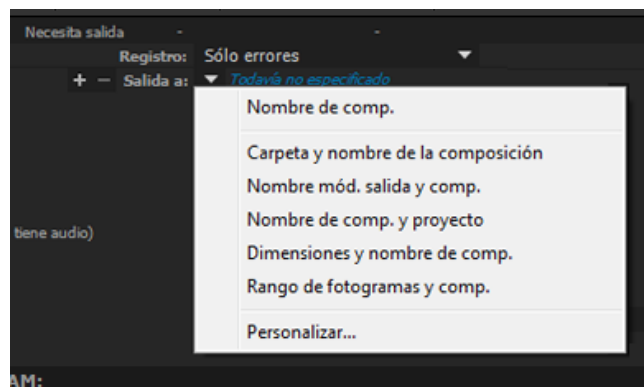 Necesita salida - -
Registro: Sólo errores
+ − Salida a: Todavía no especificado
Nombre de comp.
Carpeta y nombre de la composición
Nombre mód. salida y comp.
Nombre de comp. y proyecto
tiene audio)
Dimensiones y nombre de comp.
Rango de fotogramas y comp.
Personalizar...
AM: